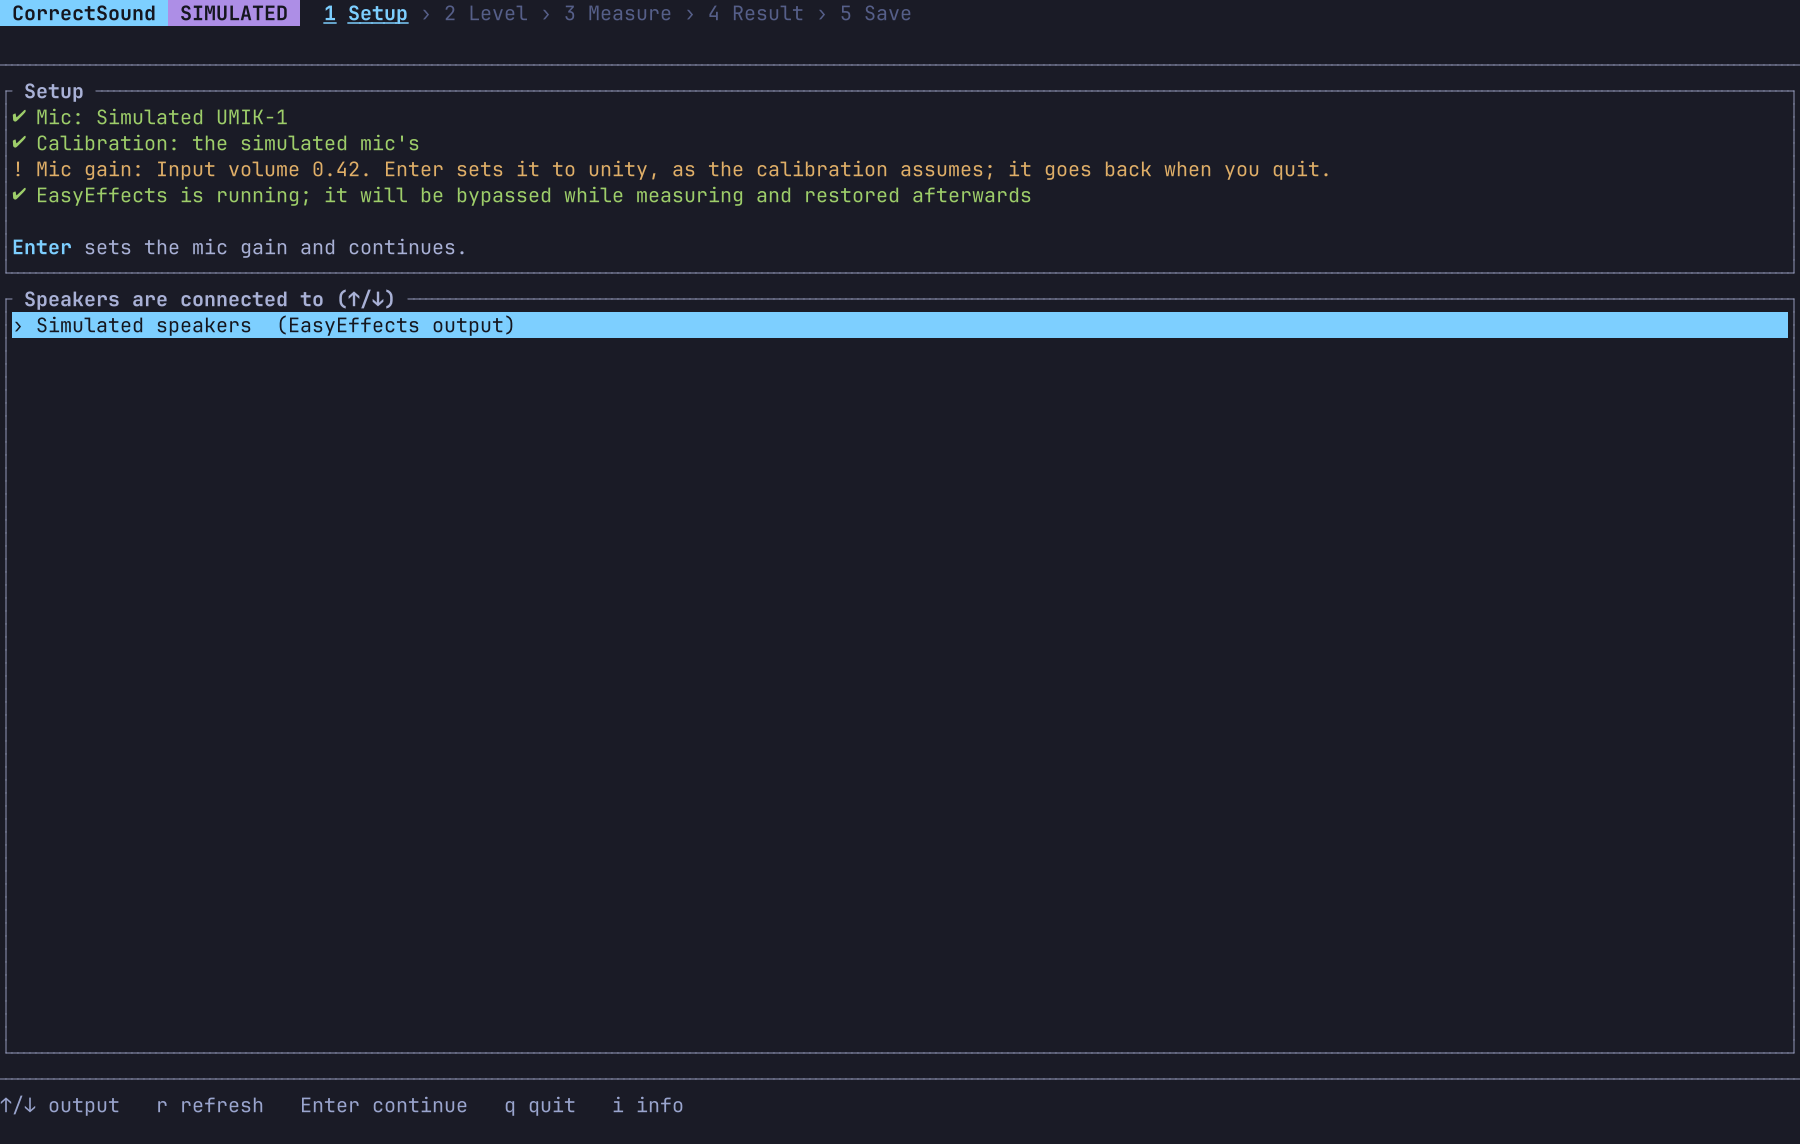 CorrectSound SIMULATED 1 Setup › 2 Level › 3 Measure › 4 Result › 5 Save
Setup
✔ Mic: Simulated UMIK-1
✔ Calibration: the simulated mic's
! Mic gain: Input volume 0.42. Enter sets it to unity, as the calibration assumes; it goes back when you quit.
✔ EasyEffects is running; it will be bypassed while measuring and restored afterwards
Enter sets the mic gain and continues.
Speakers are connected to (↑/↓)
› Simulated speakers (EasyEffects output)
↑/↓ output r refresh Enter continue q quit i info